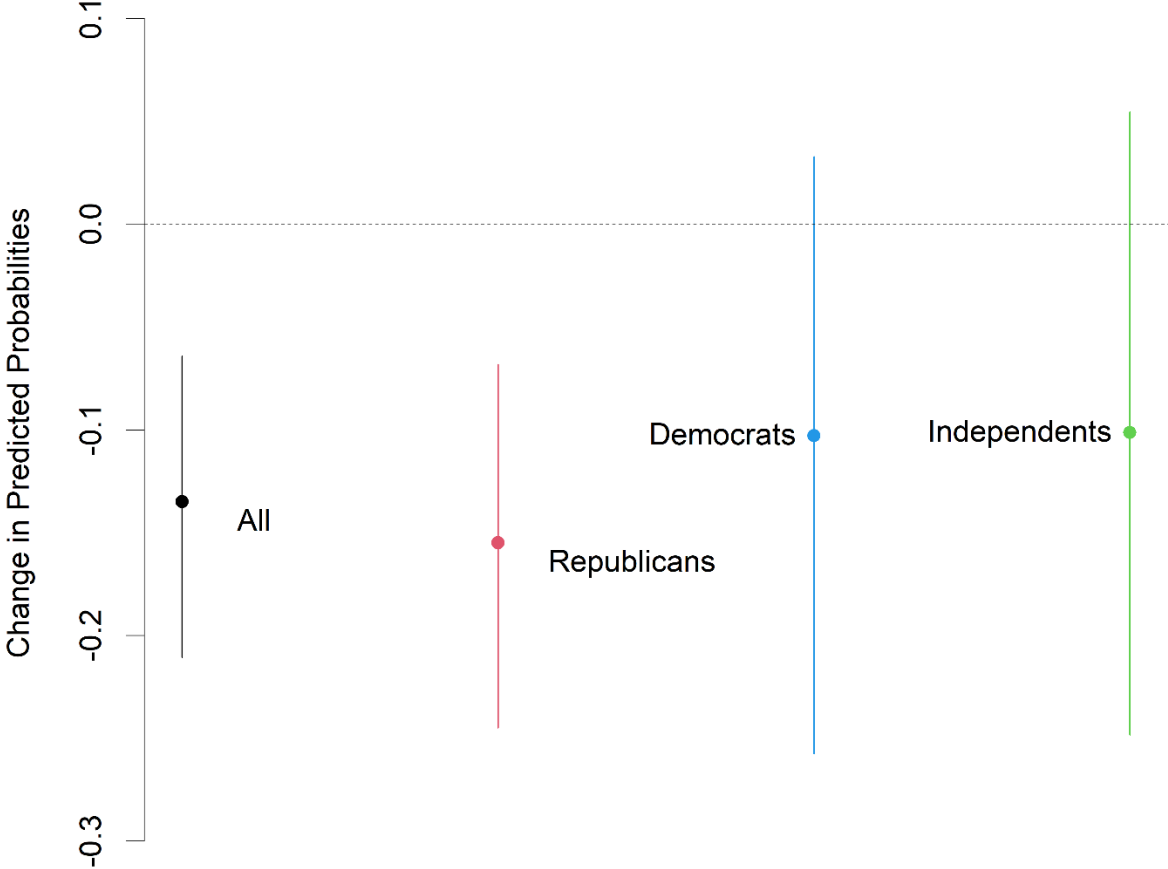 Change in Predicted Probabilities
0.1
0.0
-0.1
-0.2
-0.3
All
Republicans
Democrats
Independents